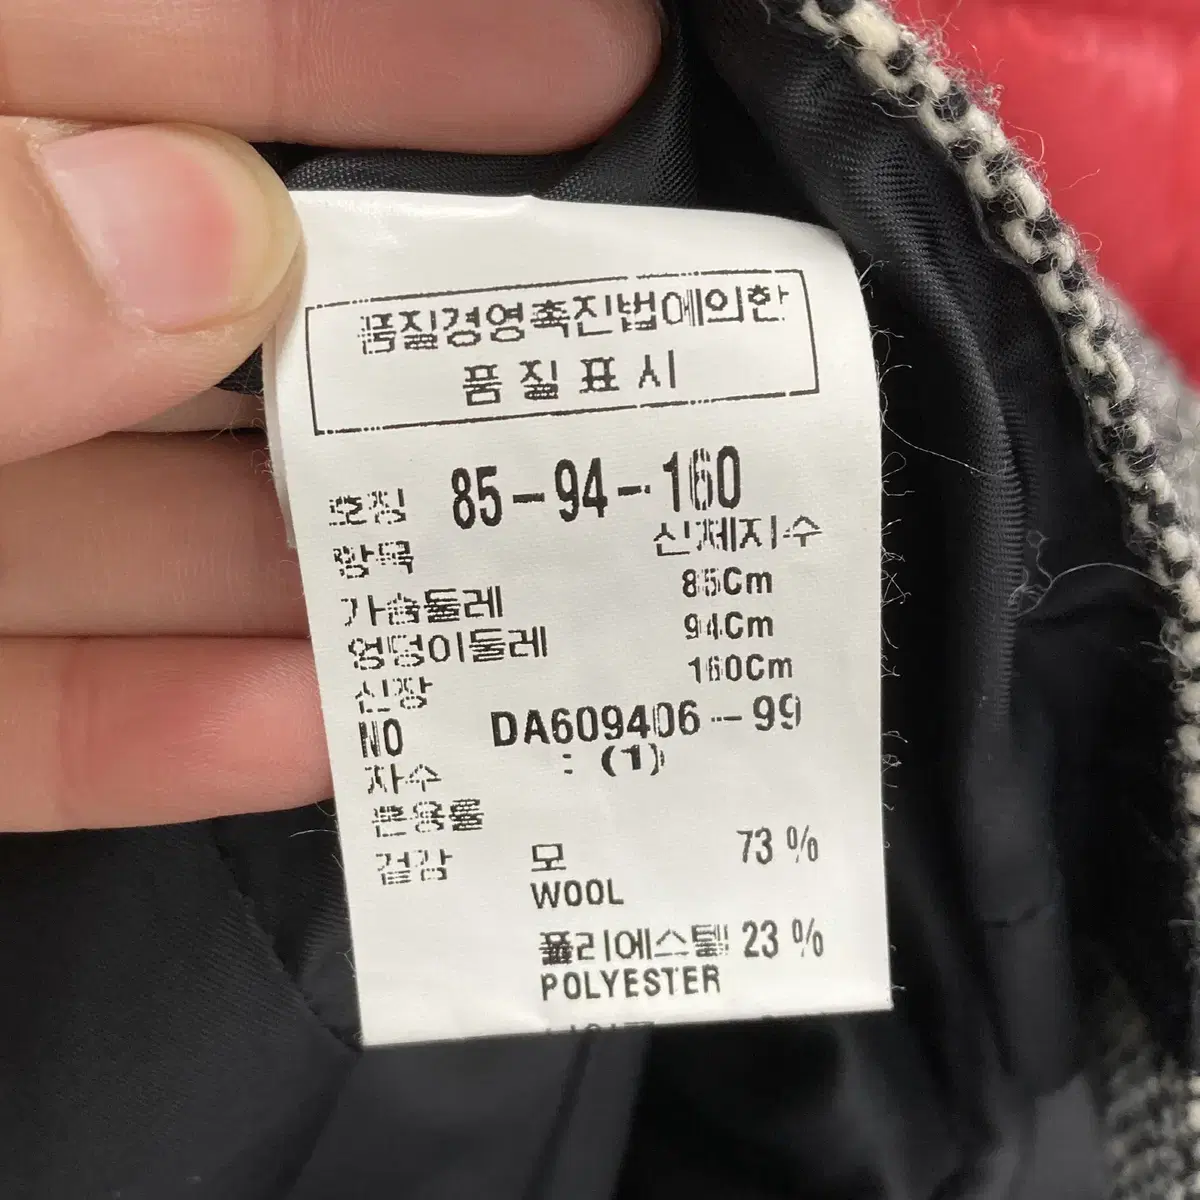 품질경영촉진법에의한
품질표시
호칭 85-94-160
항목 신체지수
가슴둘레 85Cm
엉덩이둘레 94Cm
신장 160Cm
NO DA609406-99
차수 : (1)
혼용률
겉감 모 73 %
WOOL
폴리에스텔 23 %
POLYESTER